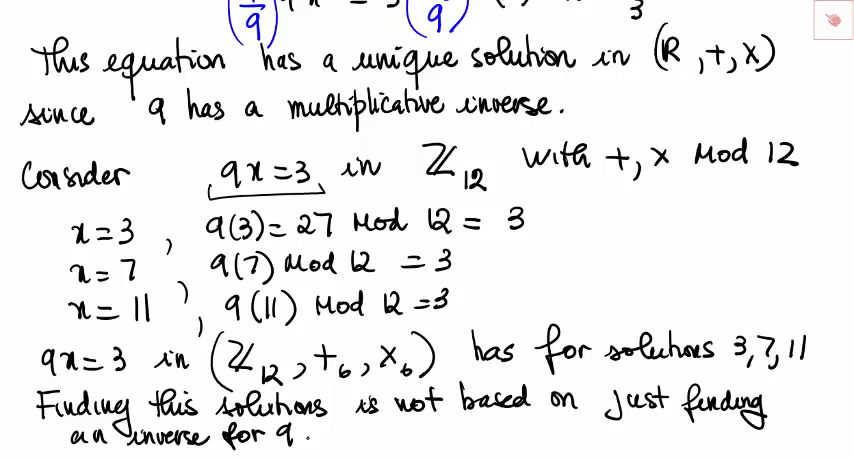 This equation has a unique solution in (R, +, x)
since 9 has a multiplicative inverse.
Consider 9x=3 in ℤ₁₂ with +, x Mod 12
x=3 , 9(3)=27 Mod 12 = 3
x=7 , 9(7) Mod 12 = 3
x=11 , 9(11) Mod 12 =3
9x=3 in (ℤ₁₂, +₆, x₆) has for solutions 3,7,11
Finding this solutions is not based on just finding
an inverse for 9.